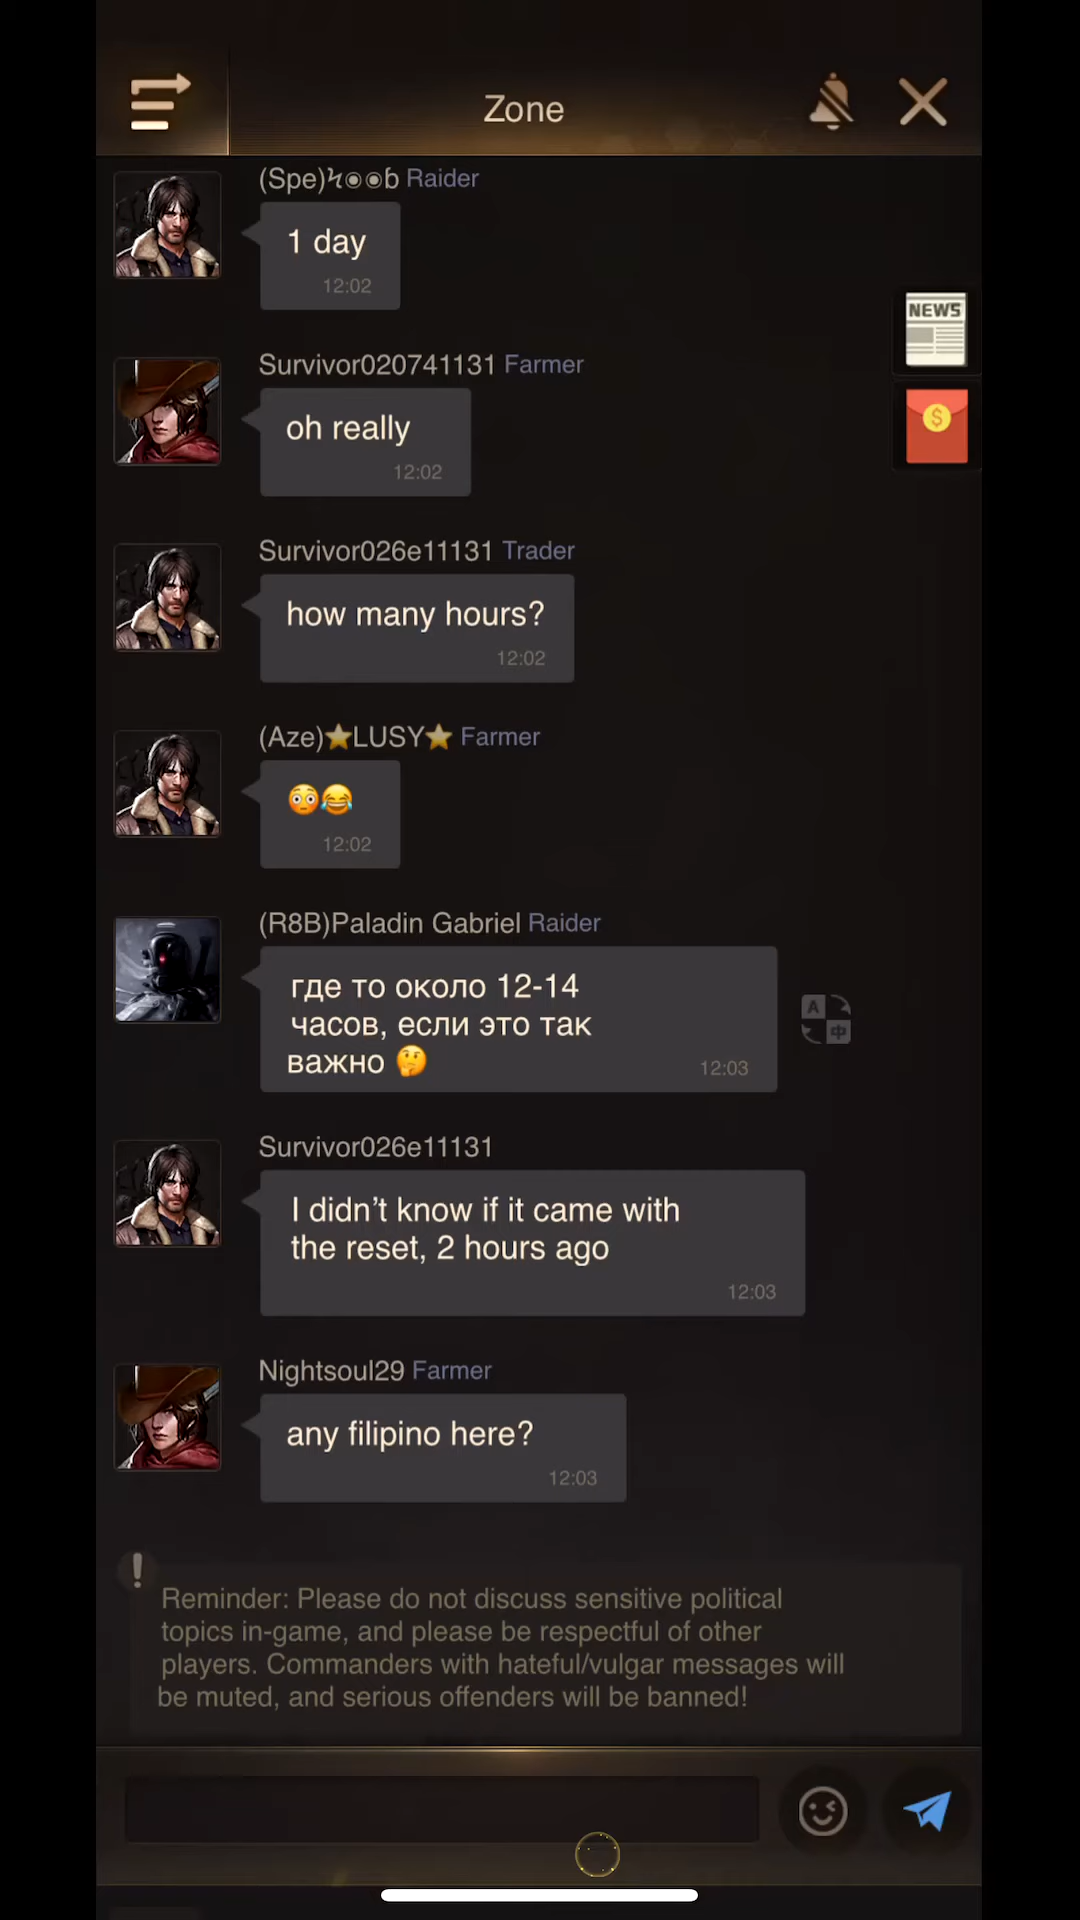 Zone
(Spe)Ϟ◉◉ɓ Raider
1 day
12:02
NEWS
Survivor020741131 Farmer
oh really
12:02
Survivor026e11131 Trader
how many hours?
12:02
(Aze)⭐LUSY⭐ Farmer
😳😂
12:02
(R8B)Paladin Gabriel Raider
где то около 12-14
часов, если это так
важно 🤔
12:03
A
中
Survivor026e11131
I didn’t know if it came with
the reset, 2 hours ago
12:03
Nightsoul29 Farmer
any filipino here?
12:03
Reminder: Please do not discuss sensitive political
topics in-game, and please be respectful of other
players. Commanders with hateful/vulgar messages will
be muted, and serious offenders will be banned!